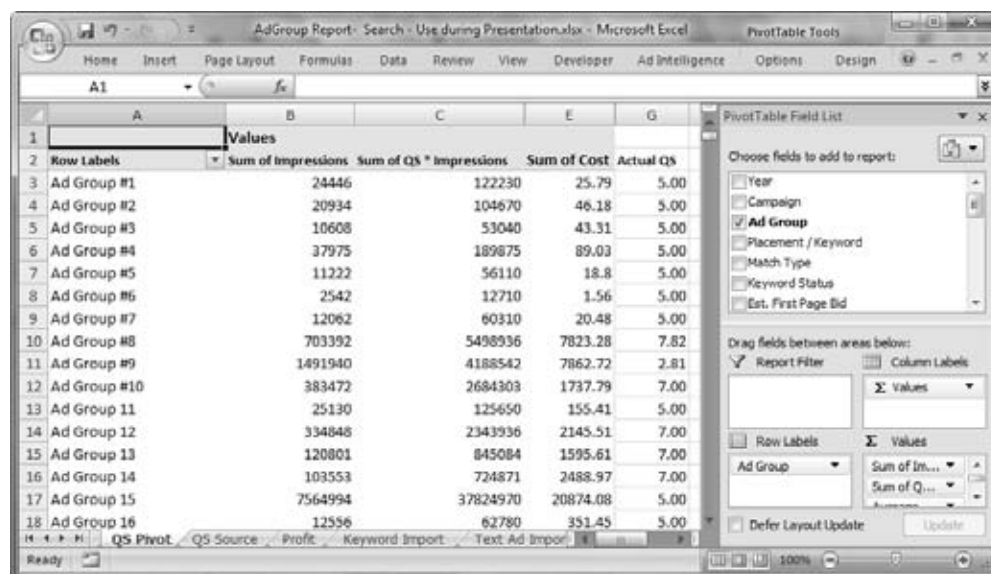 AdGroup Report- Search - Use during Presentation.xlsx - Microsoft Excel PivotTable Tools
Home Insert Page Layout Formulas Data Review View Developer Ad Intelligence Options Design
A1 fx
A B C E G PivotTable Field List
1 Values
2 Row Labels Sum of Impressions Sum of QS * Impressions Sum of Cost Actual QS
Choose fields to add to report:
3 Ad Group #1 24446 122230 25.79 5.00
Year
4 Ad Group #2 20934 104670 46.18 5.00
Campaign
5 Ad Group #3 10608 53040 43.31 5.00
Ad Group
6 Ad Group #4 37975 189875 89.03 5.00
Placement / Keyword
7 Ad Group #5 11222 56110 18.8 5.00
Match Type
8 Ad Group #6 2542 12710 1.56 5.00
Keyword Status
9 Ad Group #7 12062 60310 20.48 5.00
Est. First Page Bid
10 Ad Group #8 703392 5498936 7823.28 7.82
Drag fields between areas below:
11 Ad Group #9 1491940 4188542 7862.72 2.81
Report Filter Column Labels
12 Ad Group #10 383472 2684303 1737.79 7.00
Σ Values
13 Ad Group 11 25130 125650 155.41 5.00
14 Ad Group 12 334848 2343936 2145.51 7.00
Row Labels Σ Values
15 Ad Group 13 120801 845084 1595.61 7.00
Ad Group Sum of Im...
16 Ad Group 14 103553 724871 2488.97 7.00
Sum of Q...
17 Ad Group 15 7564994 37824970 20874.08 5.00
18 Ad Group 16 12556 62780 351.45 5.00
Defer Layout Update Update
QS Pivot QS Source Profit Keyword Import Text Ad Impor
Ready 100%